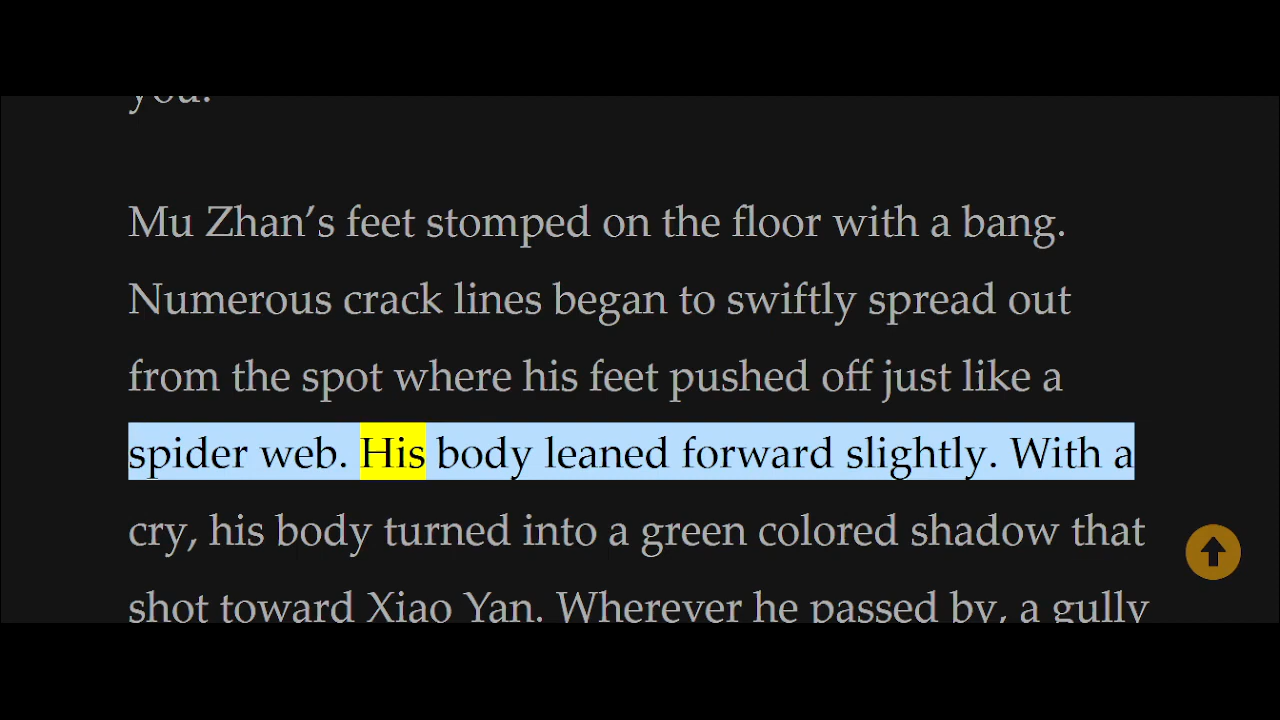 you.
Mu Zhan’s feet stomped on the floor with a bang.
Numerous crack lines began to swiftly spread out
from the spot where his feet pushed off just like a
spider web. His body leaned forward slightly. With a
cry, his body turned into a green colored shadow that
shot toward Xiao Yan. Wherever he passed by, a gully